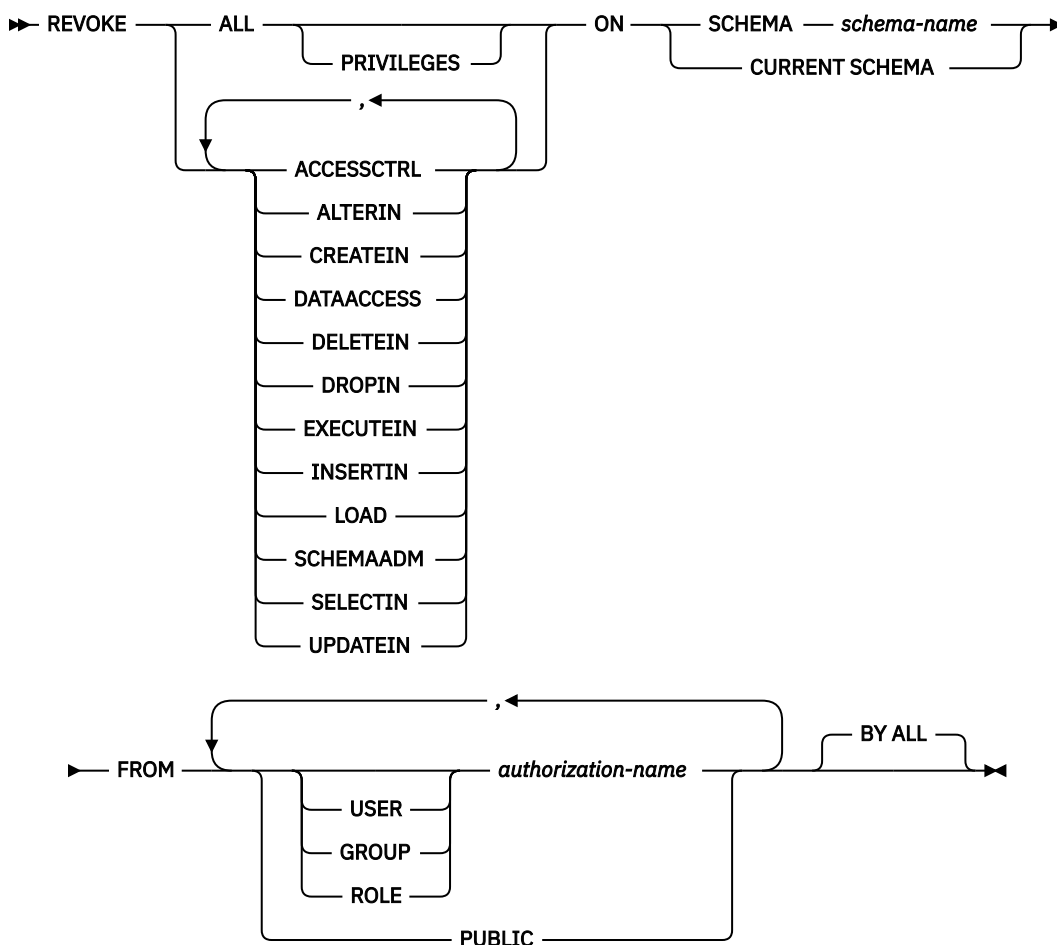 REVOKE ALL ON SCHEMA schema-name
PRIVILEGES CURRENT SCHEMA
,
ACCESSCTRL
ALTERIN
CREATEIN
DATAACCESS
DELETEIN
DROPIN
EXECUTEIN
INSERTIN
LOAD
SCHEMAADM
SELECTIN
UPDATEIN
,
BY ALL
FROM authorization-name
USER
GROUP
ROLE
PUBLIC